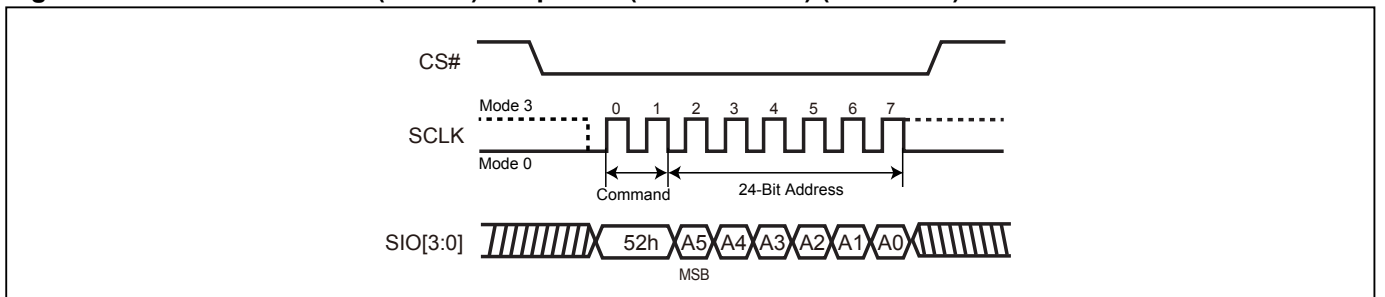 CS#
Mode 3
0 1 2 3 4 5 6 7
SCLK
Mode 0
Command
24-Bit Address
SIO[3:0]
52h A5 A4 A3 A2 A1 A0
MSB